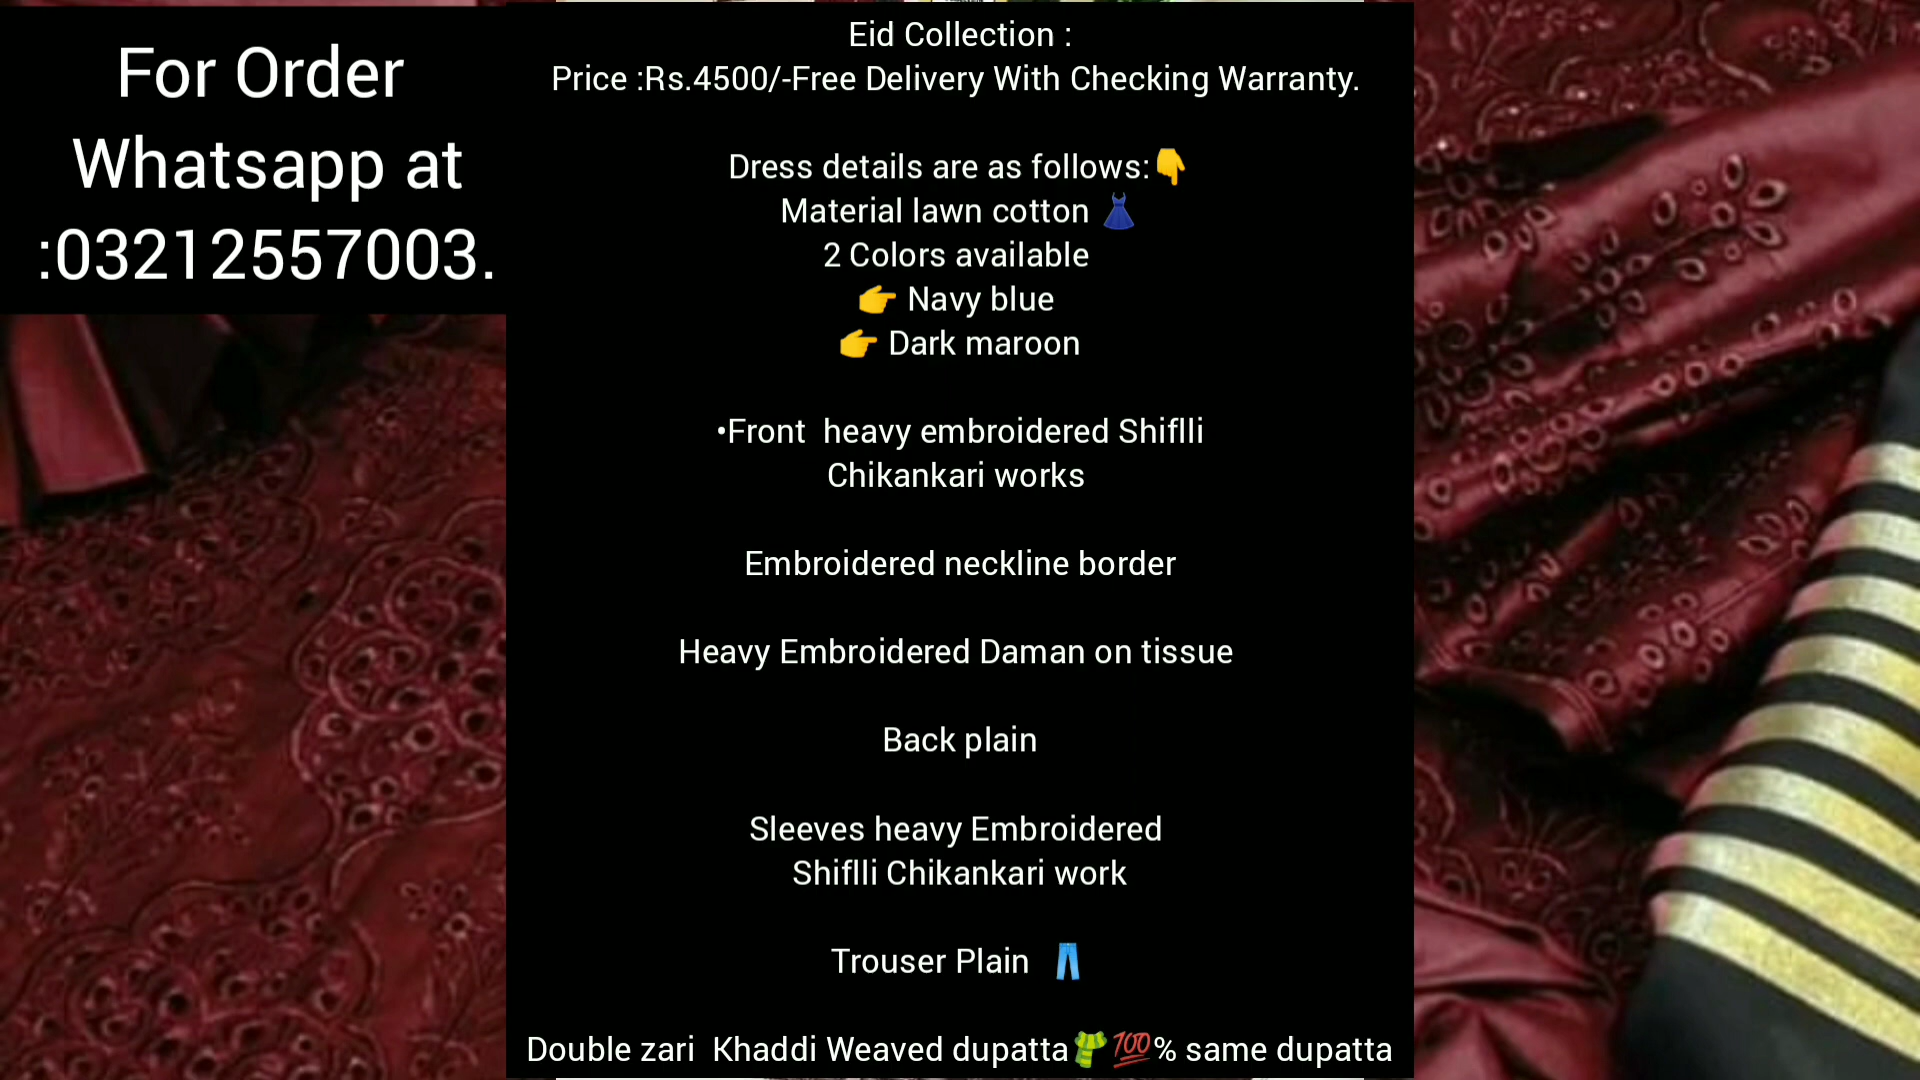 For Order
Whatsapp at
:03212557003.
Eid Collection :
Price :Rs.4500/-Free Delivery With Checking Warranty.
Dress details are as follows:👇
Material lawn cotton 👗
2 Colors available
👉 Navy blue
👉 Dark maroon
•Front heavy embroidered Shiflli
Chikankari works
Embroidered neckline border
Heavy Embroidered Daman on tissue
Back plain
Sleeves heavy Embroidered
Shiflli Chikankari work
Trouser Plain 👖
Double zari Khaddi Weaved dupatta🧣💯% same dupatta